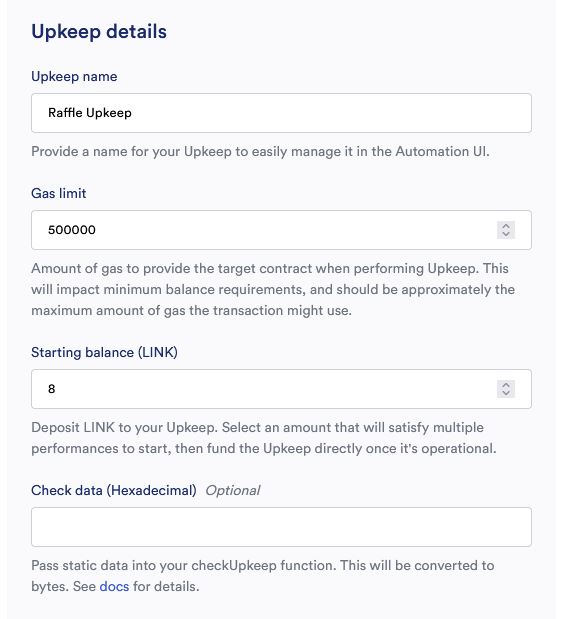 Upkeep details
Upkeep name
Raffle Upkeep
Provide a name for your Upkeep to easily manage it in the Automation UI.
Gas limit
500000
Amount of gas to provide the target contract when performing Upkeep. This
will impact minimum balance requirements, and should be approximately the
maximum amount of gas the transaction might use.
Starting balance (LINK)
8
Deposit LINK to your Upkeep. Select an amount that will satisfy multiple
performances to start, then fund the Upkeep directly once it's operational.
Check data (Hexadecimal) Optional
Pass static data into your checkUpkeep function. This will be converted to
bytes. See docs for details.